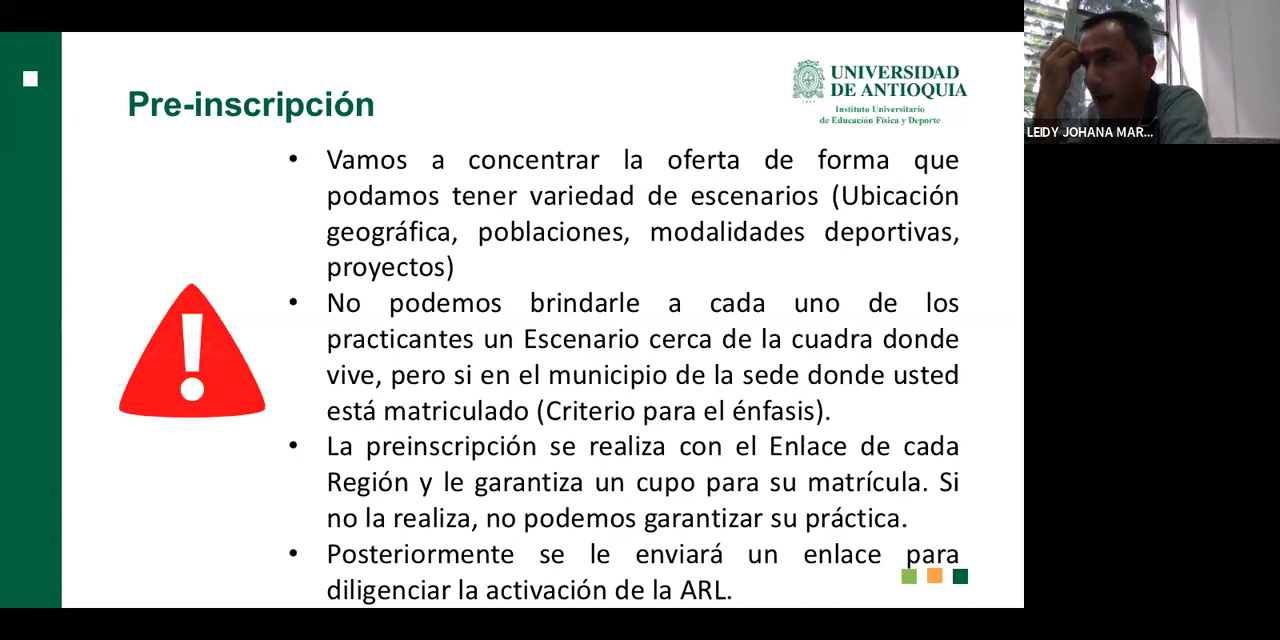 Pre-inscripción
UNIVERSIDAD
DE ANTIOQUIA
Instituto Universitario
de Educación Física y Deporte
• Vamos a concentrar la oferta de forma que
podamos tener variedad de escenarios (Ubicación
geográfica, poblaciones, modalidades deportivas,
proyectos)
• No podemos brindarle a cada uno de los
practicantes un Escenario cerca de la cuadra donde
vive, pero si en el municipio de la sede donde usted
está matriculado (Criterio para el énfasis).
• La preinscripción se realiza con el Enlace de cada
Región y le garantiza un cupo para su matrícula. Si
no la realiza, no podemos garantizar su práctica.
• Posteriormente se le enviará un enlace para
diligenciar la activación de la ARL.
LEIDY JOHANA MAR...